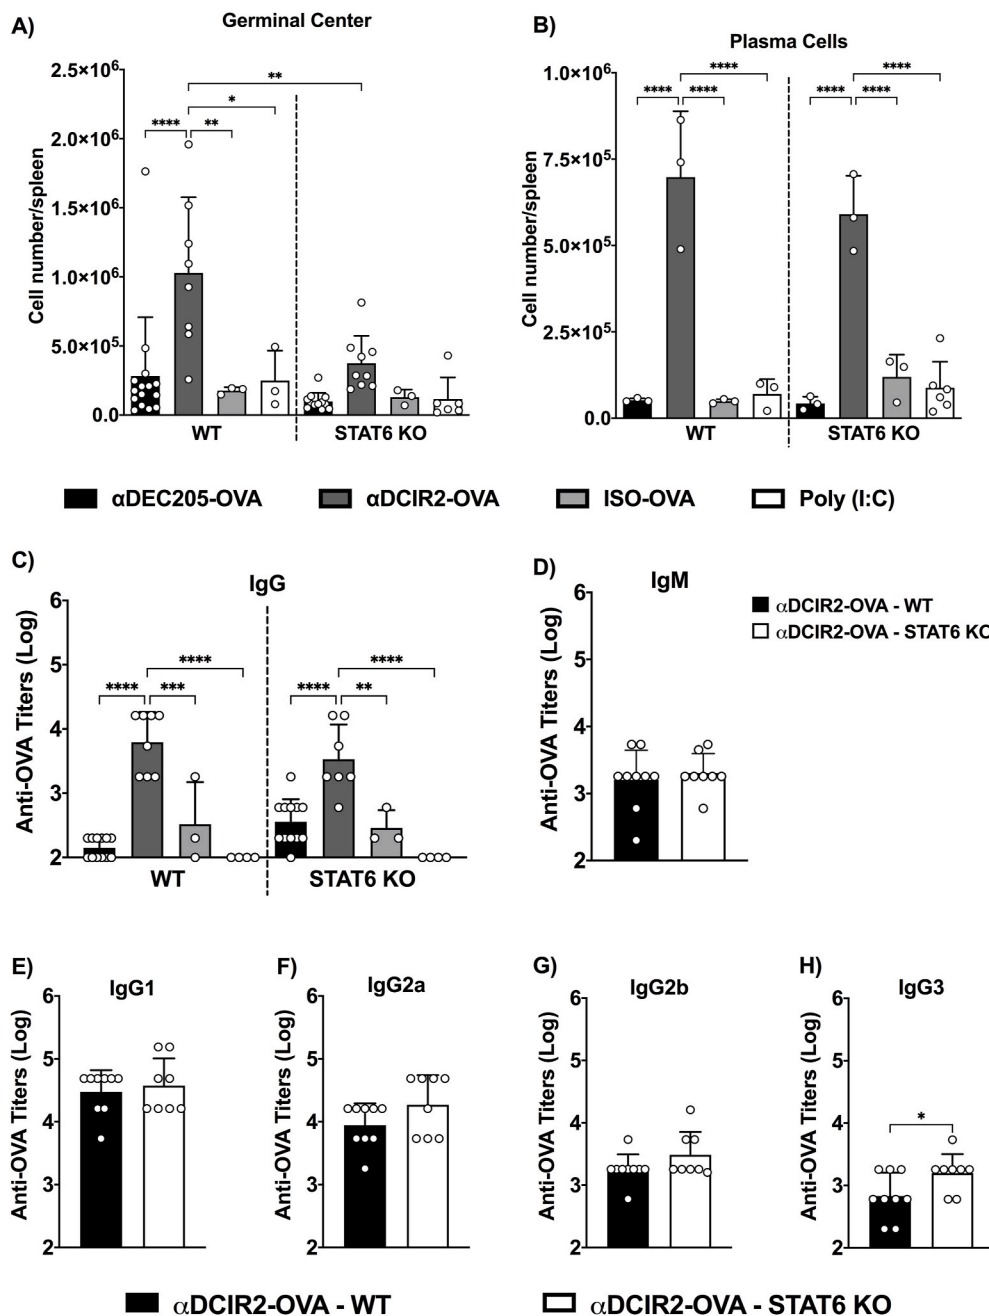 A)
Germinal Center
Cell number/spleen
2.5×10⁶
2.0×10⁶
1.5×10⁶
1.0×10⁶
5.0×10⁵
0.0
**** ** * **
WT STAT6 KO
B)
Plasma Cells
Cell number/spleen
1.0×10⁶
7.5×10⁵
5.0×10⁵
2.5×10⁵
0.0
**** **** **** **** **** ****
WT STAT6 KO
αDEC205-OVA αDCIR2-OVA ISO-OVA Poly (I:C)
C)
IgG
Anti-OVA Titers (Log)
6
5
4
3
2
**** *** **** **** ** ****
WT STAT6 KO
D)
IgM
Anti-OVA Titers (Log)
6
5
4
3
2
αDCIR2-OVA - WT
αDCIR2-OVA - STAT6 KO
E)
IgG1
Anti-OVA Titers (Log)
6
5
4
3
2
F)
IgG2a
Anti-OVA Titers (Log)
6
5
4
3
2
G)
IgG2b
Anti-OVA Titers (Log)
6
5
4
3
2
H)
IgG3
Anti-OVA Titers (Log)
6
5
4
3
2
*
αDCIR2-OVA - WT αDCIR2-OVA - STAT6 KO